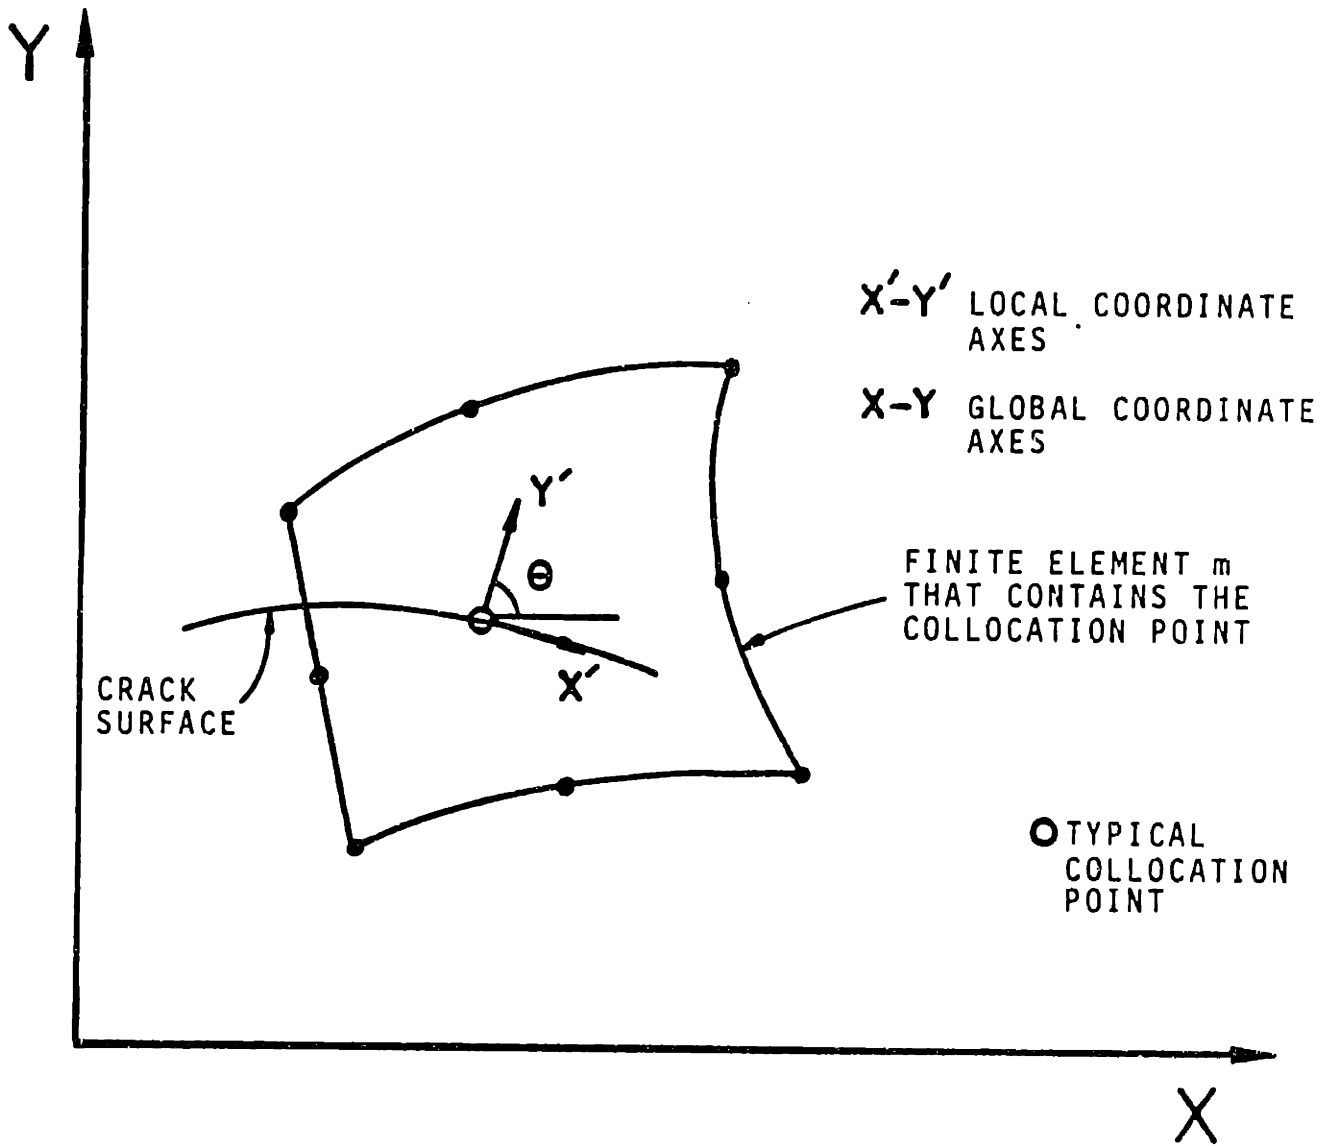 Y
X′-Y′ LOCAL COORDINATE
AXES
X-Y GLOBAL COORDINATE
AXES
Y′
θ
FINITE ELEMENT m
THAT CONTAINS THE
COLLOCATION POINT
X′
CRACK
SURFACE
TYPICAL
COLLOCATION
POINT
X